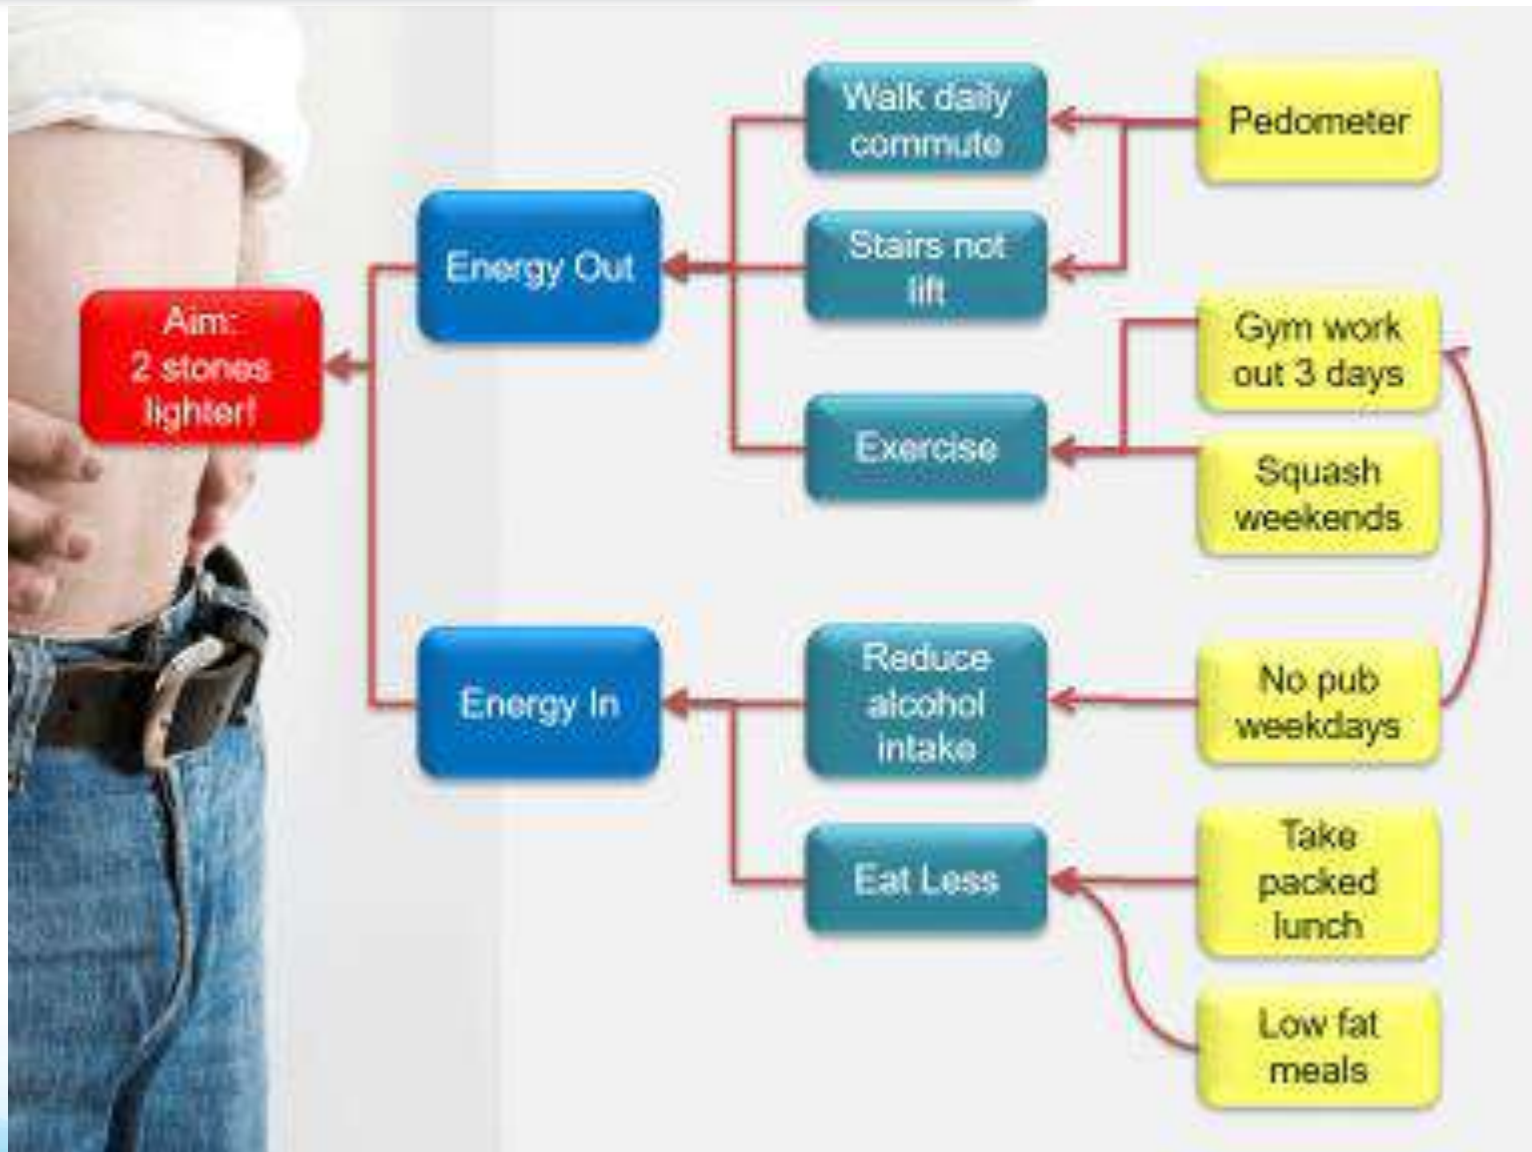 Aim:
2 stones
lighter!
Energy Out
Energy In
Walk daily
commute
Stairs not
lift
Exercise
Reduce
alcohol
intake
Eat Less
Pedometer
Gym work
out 3 days
Squash
weekends
No pub
weekdays
Take
packed
lunch
Low fat
meals